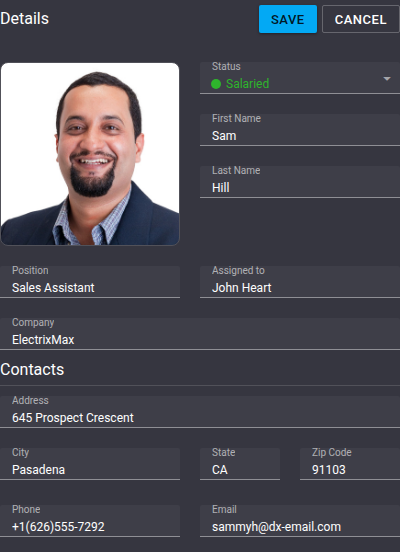 Details SAVE CANCEL
Status
Salaried
First Name
Sam
Last Name
Hill
Position Assigned to
Sales Assistant John Heart
Company
ElectrixMax
Contacts
Address
645 Prospect Crescent
City State Zip Code
Pasadena CA 91103
Phone Email
+1(626)555-7292 sammyh@dx-email.com